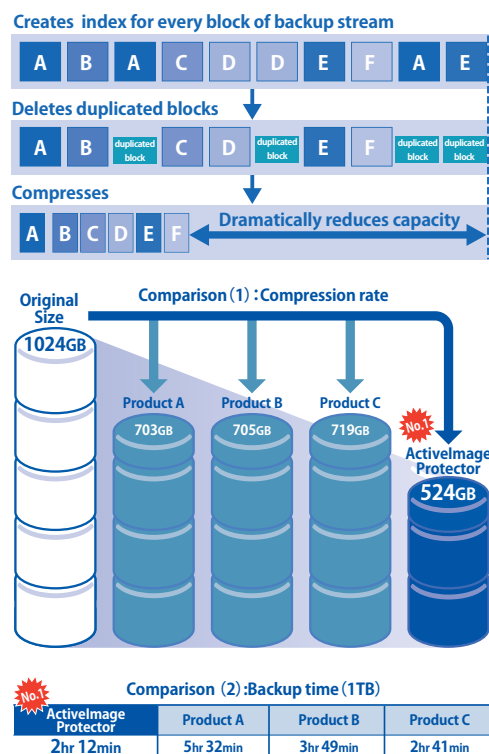 Creates index for every block of backup stream
A B A C D D E F A E
Deletes duplicated blocks
A B duplicated block C D duplicated block E F duplicated block duplicated block
Compresses
A B C D E F Dramatically reduces capacity
Comparison (1) : Compression rate
Original
Size
1024GB
Product A Product B Product C
703GB 705GB 719GB
No.1
ActiveImage
Protector
524GB
No.1
Comparison (2) :Backup time (1TB)
ActiveImage
Protector Product A Product B Product C
2hr 12min 5hr 32min 3hr 49min 2hr 41min